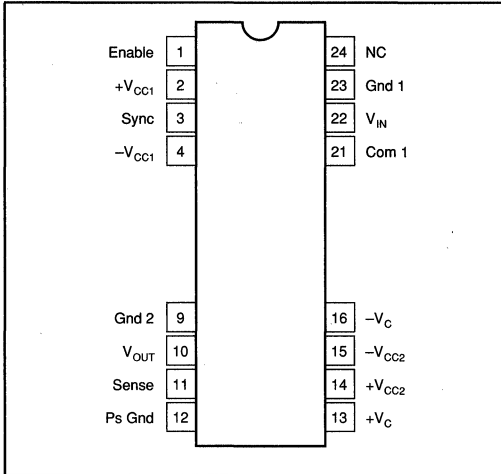 Enable 1 24 NC
+VCC1 2 23 Gnd 1
Sync 3 22 VIN
–VCC1 4 21 Com 1
Gnd 2 9 16 –VC
VOUT 10 15 –VCC2
Sense 11 14 +VCC2
Ps Gnd 12 13 +VC